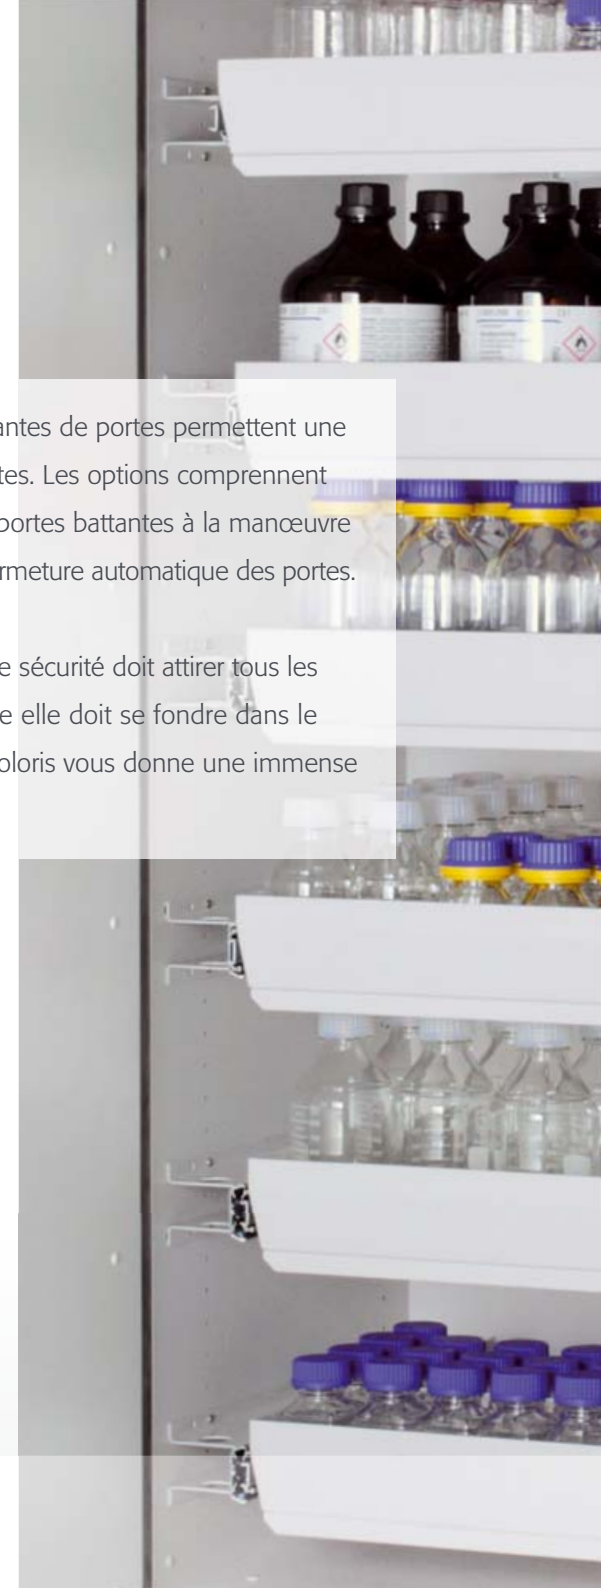 antes de portes permettent une
tes. Les options comprennent
portes battantes à la manœuvre
rmeture automatique des portes.
e sécurité doit attirer tous les
e elle doit se fondre dans le
oloris vous donne une immense